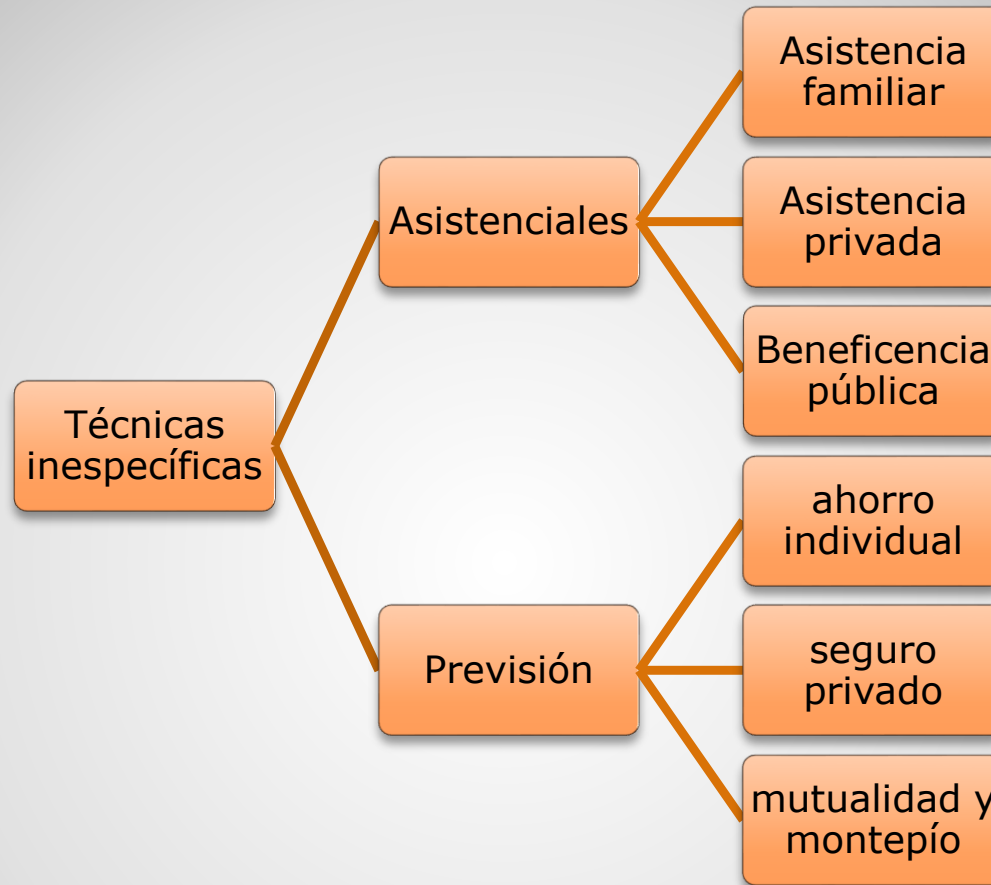 Técnicas
inespecíficas
Asistenciales
Asistencia
familiar
Asistencia
privada
Beneficencia
pública
Previsión
ahorro
individual
seguro
privado
mutualidad y
montepío